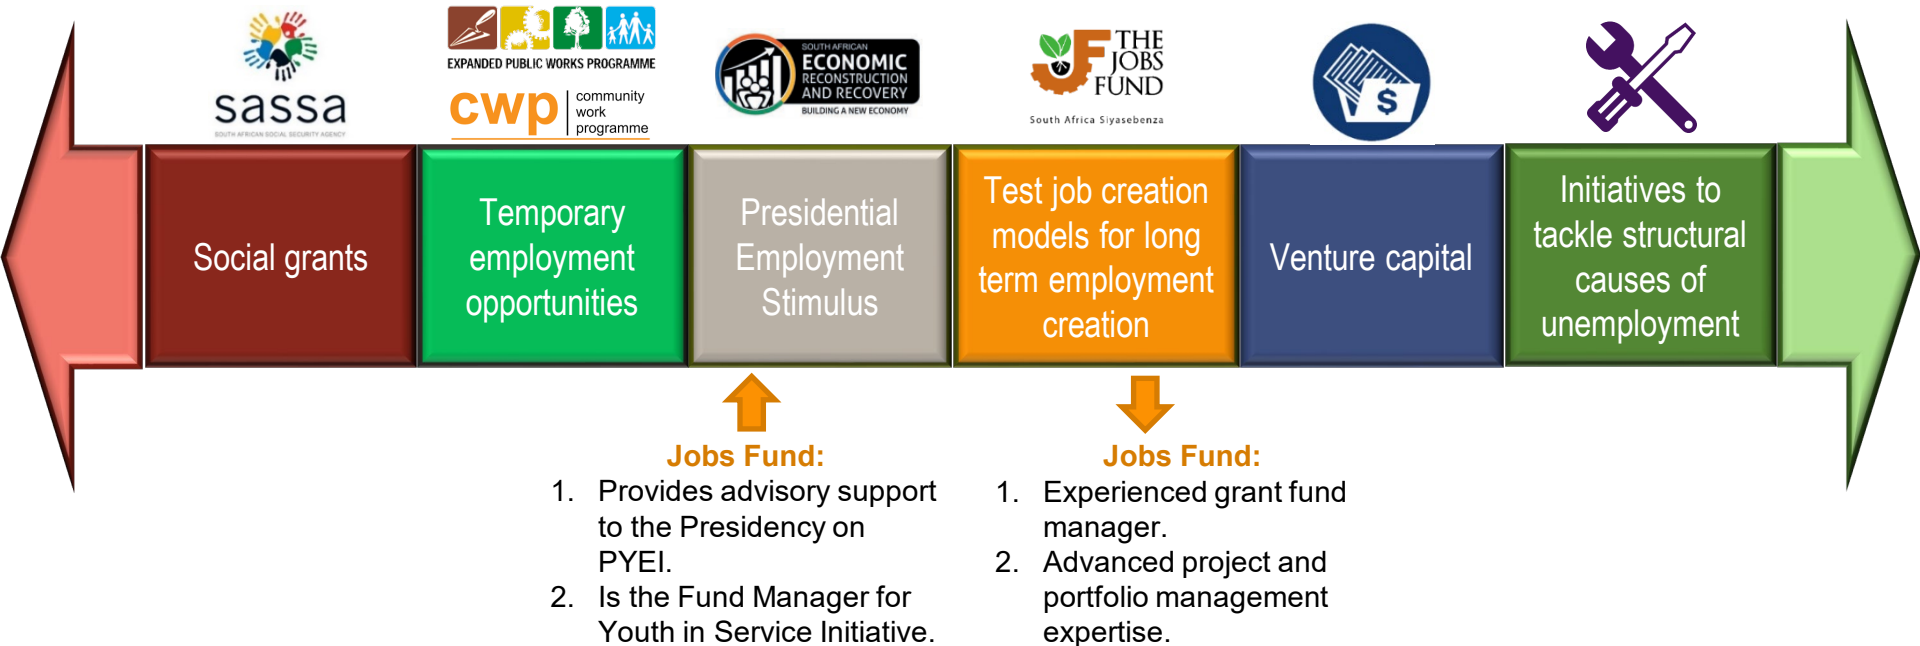 sassa
SOUTH AFRICAN SOCIAL SECURITY AGENCY
EXPANDED PUBLIC WORKS PROGRAMME
cwp
community
work
programme
SOUTH AFRICAN
ECONOMIC
RECONSTRUCTION
AND RECOVERY
BUILDING A NEW ECONOMY
JF
THE
JOBS
FUND
South Africa Siyasebenza
$
Social grants
Temporary
employment
opportunities
Presidential
Employment
Stimulus
Test job creation
models for long
term employment
creation
Venture capital
Initiatives to
tackle structural
causes of
unemployment
Jobs Fund:
1. Provides advisory support
to the Presidency on
PYEI.
2. Is the Fund Manager for
Youth in Service Initiative.
Jobs Fund:
1. Experienced grant fund
manager.
2. Advanced project and
portfolio management
expertise.